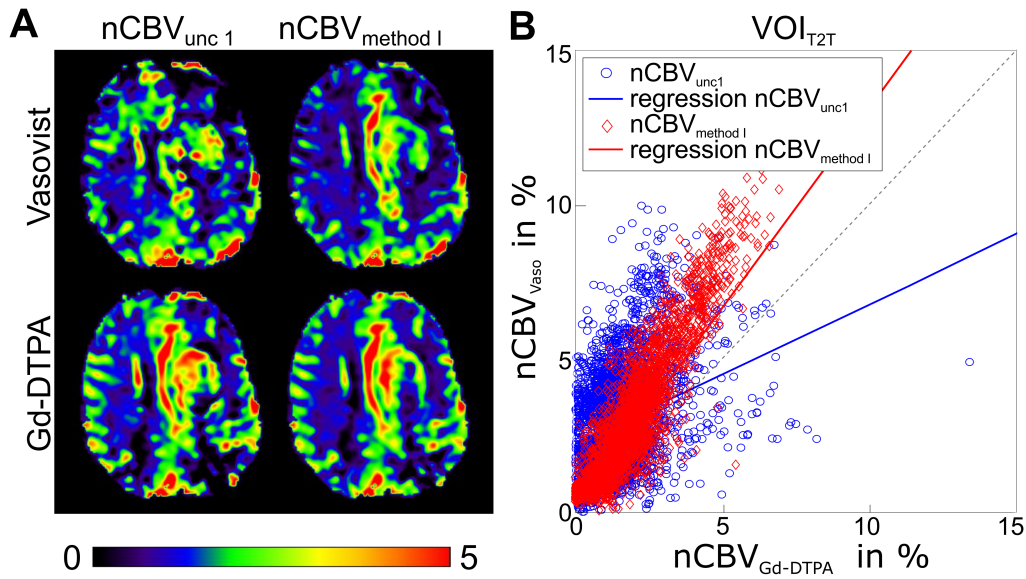 A
nCBVunc 1 nCBVmethod I
Vasovist
Gd-DTPA
0 5
B
VOIT2T
nCBVunc1
regression nCBVunc1
nCBVmethod I
regression nCBVmethod I
nCBVVaso in %
15
10
5
0
0 5 10 15
nCBVGd-DTPA in %